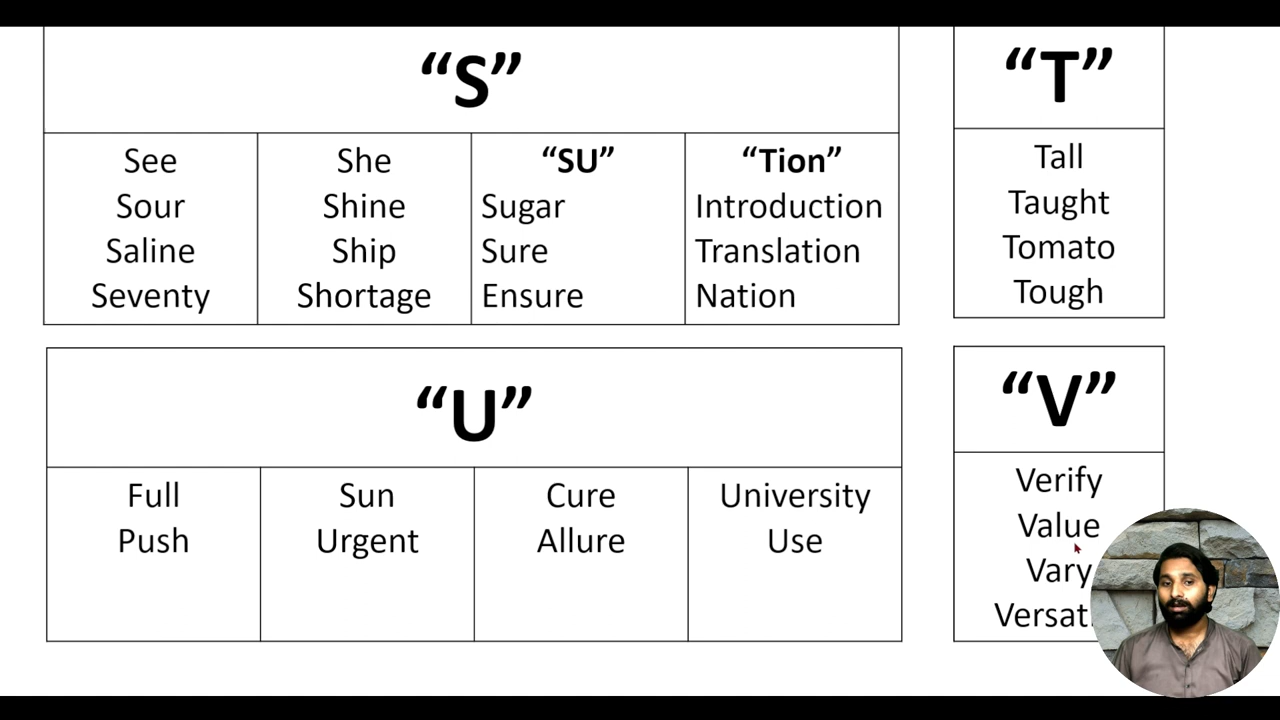 “S”
See
Sour
Saline
Seventy
She
Shine
Ship
Shortage
“SU”
Sugar
Sure
Ensure
“Tion”
Introduction
Translation
Nation
“T”
Tall
Taught
Tomato
Tough
“U”
Full
Push
Sun
Urgent
Cure
Allure
University
Use
“V”
Verify
Value
Vary